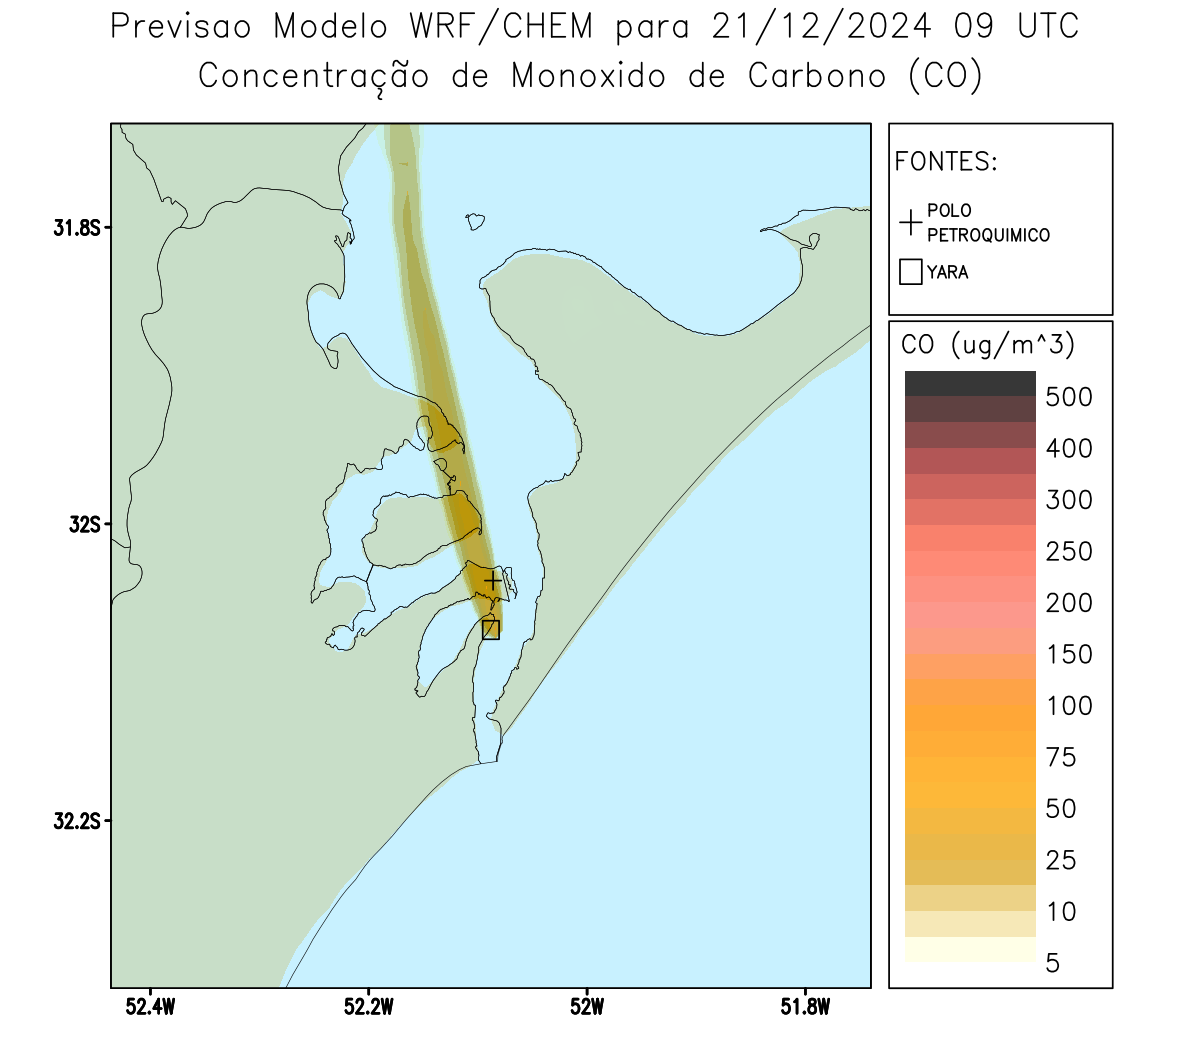 Previsao Modelo WRF/CHEM para 21/12/2024 09 UTC
Concentração de Monoxido de Carbono (CO)
FONTES:
POLO
PETROQUIMICO
YARA
CO (ug/m^3)
500
400
300
250
200
150
100
75
50
25
10
5
31.8S
32S
32.2S
52.4W
52.2W
52W
51.8W